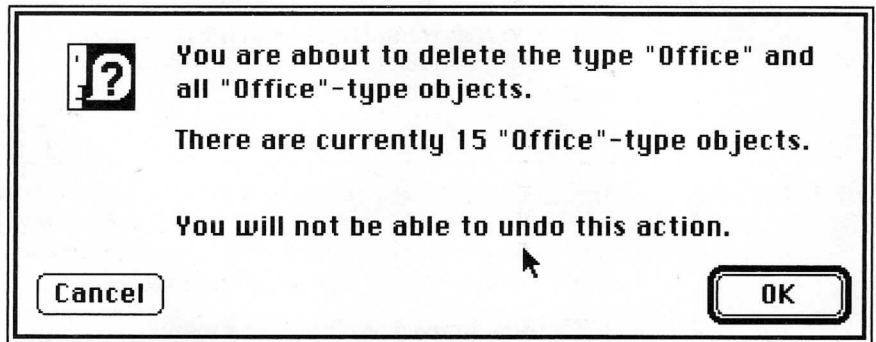 You are about to delete the type "Office" and
all "Office"-type objects.
There are currently 15 "Office"-type objects.
You will not be able to undo this action.
Cancel
OK